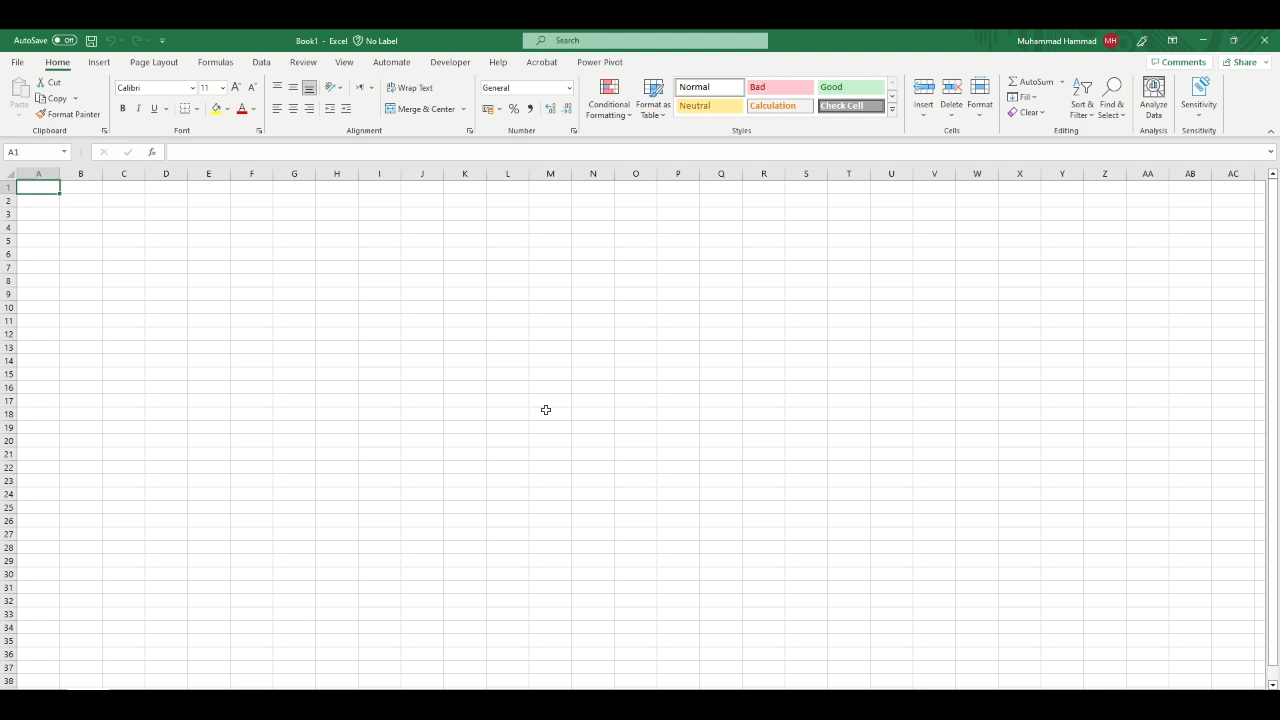 AutoSave Off Book1 - Excel No Label Search Muhammad Hammad MH
File Home Insert Page Layout Formulas Data Review View Automate Developer Help Acrobat Power Pivot Comments Share
Paste Cut Copy Format Painter Clipboard
Calibri 11 B I U A A A Font
ab Wrap Text Merge & Center Alignment
General % Number
Conditional Formatting Format as Table Normal Bad Good Neutral Calculation Check Cell Styles
Insert Delete Format Cells
AutoSum Fill Clear Sort & Filter Find & Select Editing
Analyze Data Analysis
Sensitivity Sensitivity
A1 fx
A B C D E F G H I J K L M N O P Q R S T U V W X Y Z AA AB AC
1
2
3
4
5
6
7
8
9
10
11
12
13
14
15
16
17
18
19
20
21
22
23
24
25
26
27
28
29
30
31
32
33
34
35
36
37
38